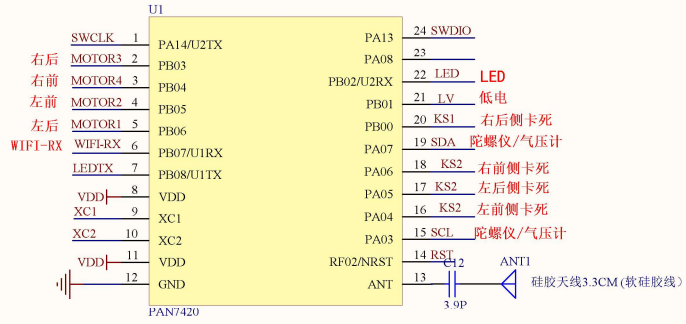 U1
SWCLK 1 PA14/U2TX PA13 24 SWDIO
右后 MOTOR3 2 PB03 PA08 23
右前 MOTOR4 3 PB04 PB02/U2RX 22 LED LED
左前 MOTOR2 4 PB05 PB01 21 LV 低电
左后 MOTOR1 5 PB06 PB00 20 KS1 右后侧卡死
WIFI-RX WIFI-RX 6 PB07/U1RX PA07 19 SDA 陀螺仪/气压计
LEDTX 7 PB08/U1TX PA06 18 KS2 右前侧卡死
VDD 8 VDD PA05 17 KS2 左后侧卡死
XC1 9 XC1 PA04 16 KS2 左前侧卡死
XC2 10 XC2 PA03 15 SCL 陀螺仪/气压计
VDD 11 VDD RF02/NRST 14 RST C12 ANT1
12 GND ANT 13 硅胶天线3.3CM(软硅胶线)
PAN7420 3.9P